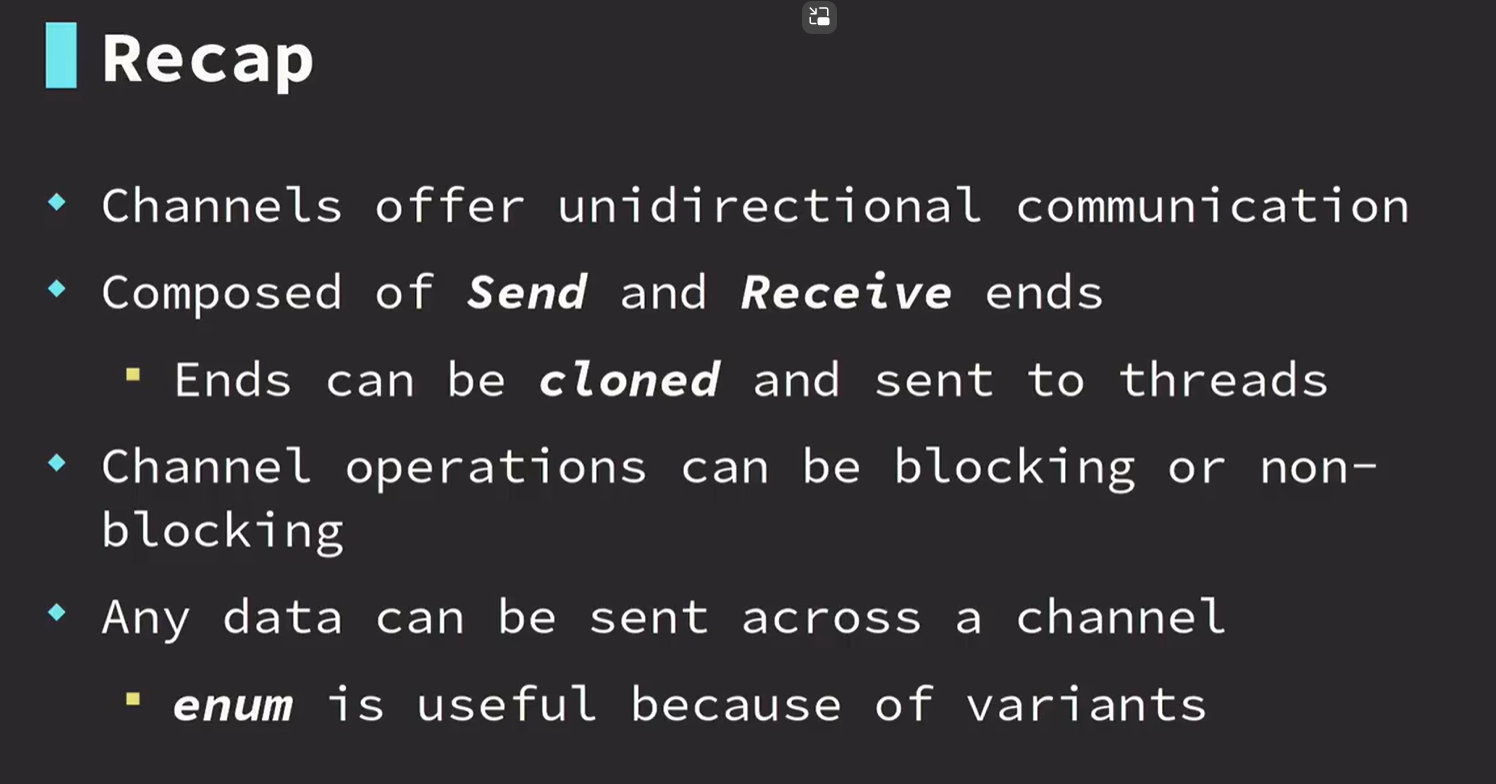 Recap
Channels offer unidirectional communication
Composed of Send and Receive ends
Ends can be cloned and sent to threads
Channel operations can be blocking or non-
blocking
Any data can be sent across a channel
enum is useful because of variants